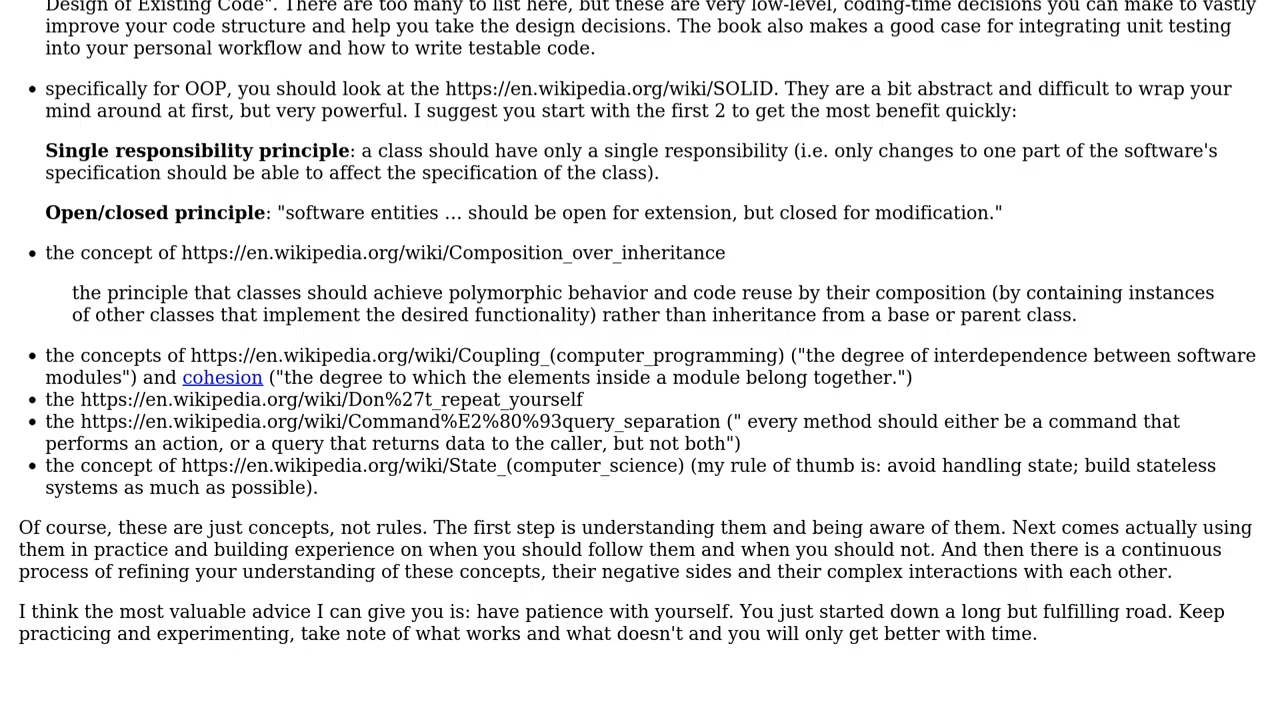 Design of Existing Code". There are too many to list here, but these are very low-level, coding-time decisions you can make to vastly
improve your code structure and help you take the design decisions. The book also makes a good case for integrating unit testing
into your personal workflow and how to write testable code.
• specifically for OOP, you should look at the https://en.wikipedia.org/wiki/SOLID. They are a bit abstract and difficult to wrap your
mind around at first, but very powerful. I suggest you start with the first 2 to get the most benefit quickly:
Single responsibility principle: a class should have only a single responsibility (i.e. only changes to one part of the software's
specification should be able to affect the specification of the class).
Open/closed principle: "software entities … should be open for extension, but closed for modification."
• the concept of https://en.wikipedia.org/wiki/Composition_over_inheritance
the principle that classes should achieve polymorphic behavior and code reuse by their composition (by containing instances
of other classes that implement the desired functionality) rather than inheritance from a base or parent class.
• the concepts of https://en.wikipedia.org/wiki/Coupling_(computer_programming) ("the degree of interdependence between software
modules") and cohesion ("the degree to which the elements inside a module belong together.")
• the https://en.wikipedia.org/wiki/Don%27t_repeat_yourself
• the https://en.wikipedia.org/wiki/Command%E2%80%93query_separation (" every method should either be a command that
performs an action, or a query that returns data to the caller, but not both")
• the concept of https://en.wikipedia.org/wiki/State_(computer_science) (my rule of thumb is: avoid handling state; build stateless
systems as much as possible).
Of course, these are just concepts, not rules. The first step is understanding them and being aware of them. Next comes actually using
them in practice and building experience on when you should follow them and when you should not. And then there is a continuous
process of refining your understanding of these concepts, their negative sides and their complex interactions with each other.
I think the most valuable advice I can give you is: have patience with yourself. You just started down a long but fulfilling road. Keep
practicing and experimenting, take note of what works and what doesn't and you will only get better with time.